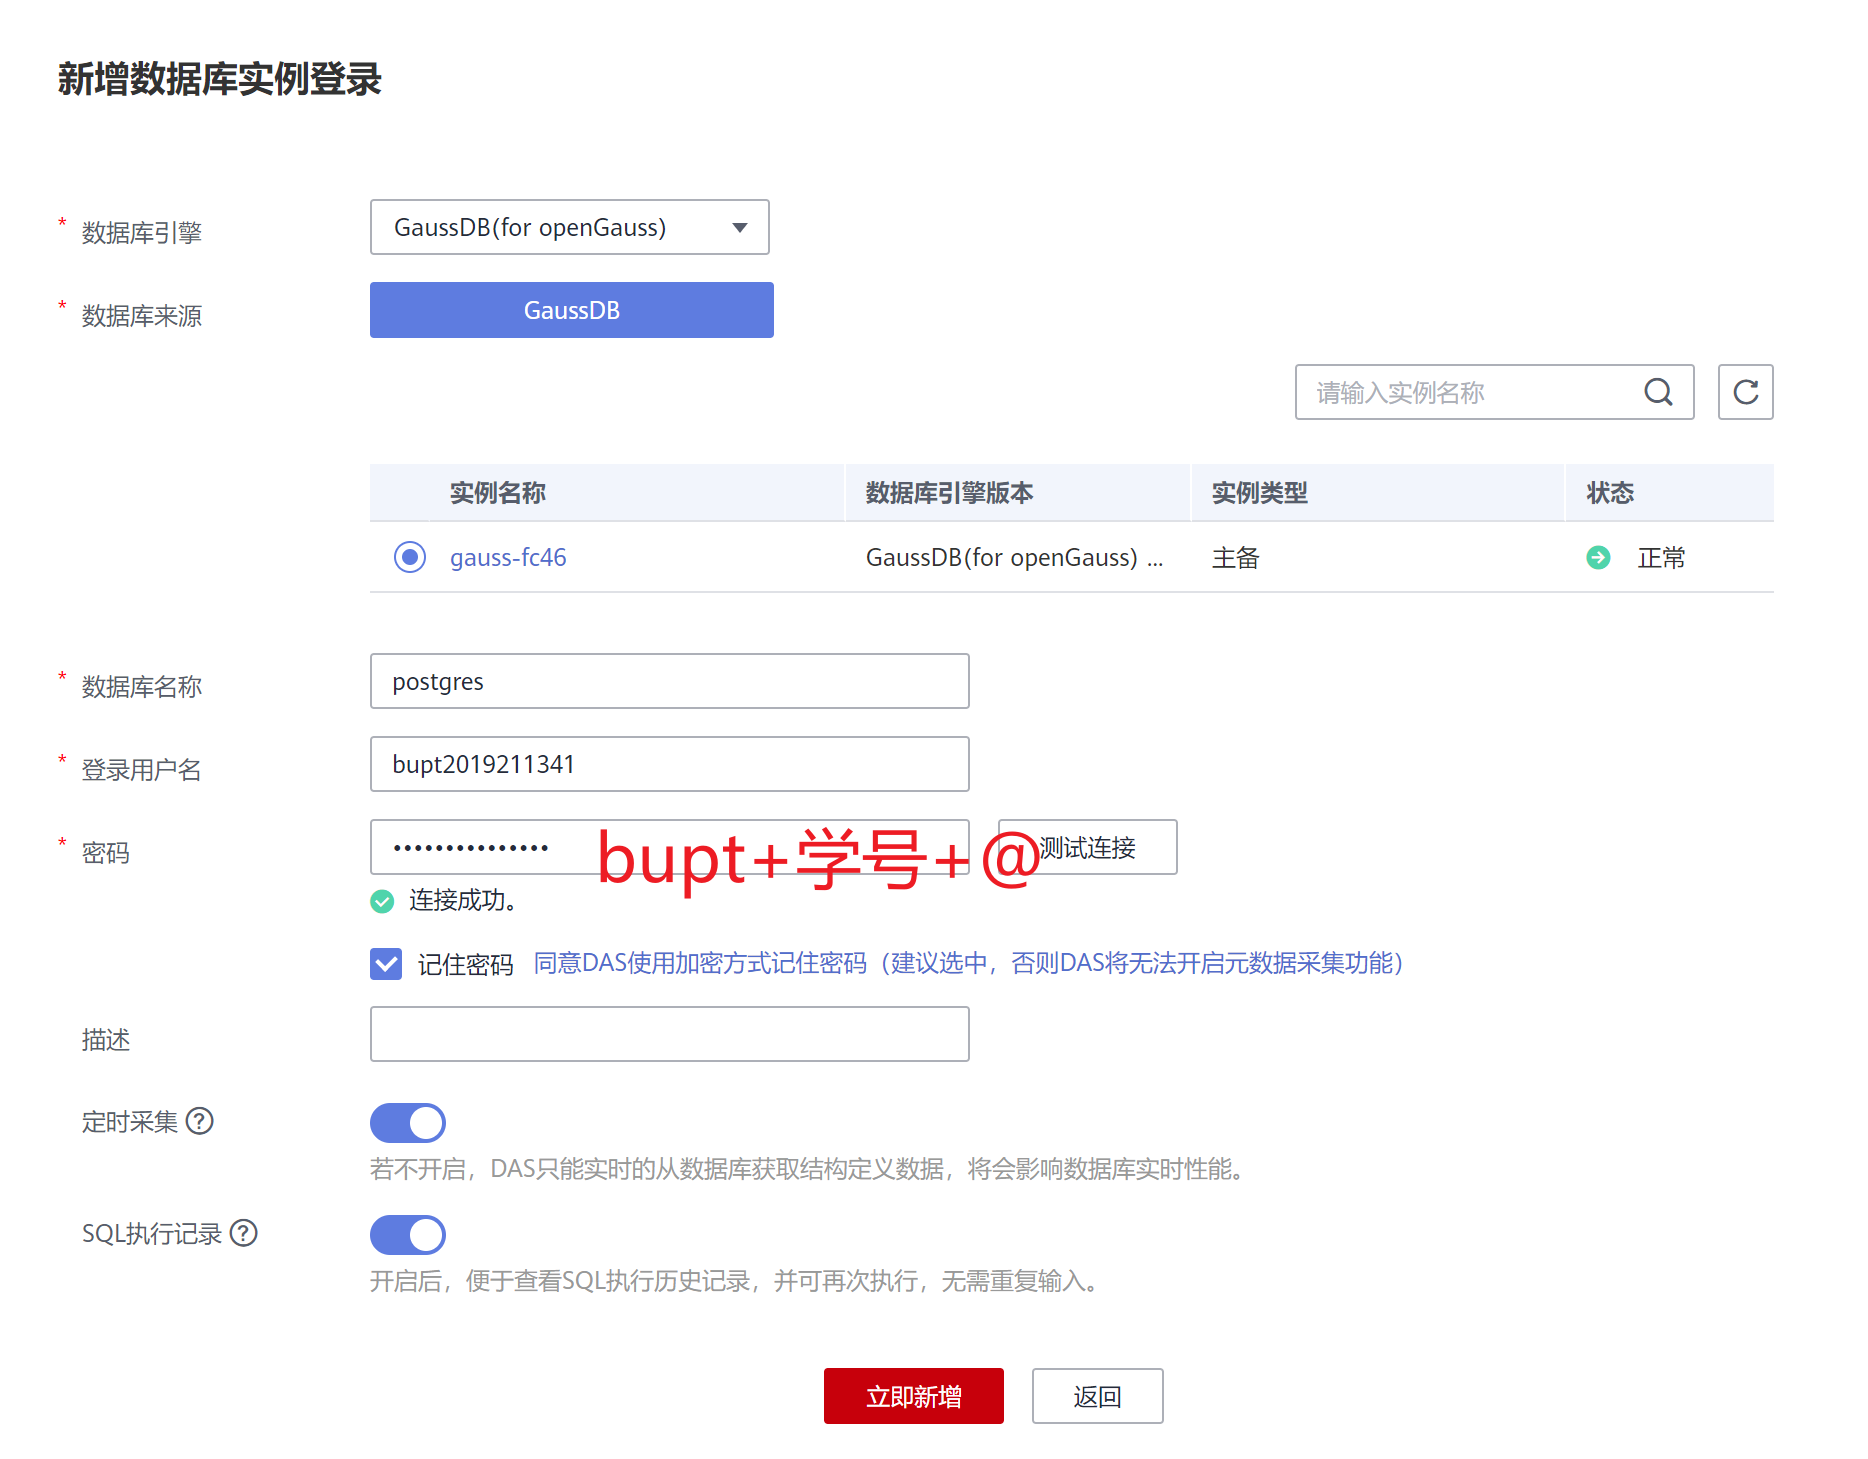 新增数据库实例登录
* 数据库引擎 GaussDB(for openGauss)
* 数据库来源 GaussDB
请输入实例名称
实例名称 数据库引擎版本 实例类型 状态
gauss-fc46 GaussDB(for openGauss) ... 主备 正常
* 数据库名称 postgres
* 登录用户名 bupt2019211341
* 密码 ••••••••••••••• bupt+学号+@ 测试连接
连接成功。
记住密码 同意DAS使用加密方式记住密码（建议选中，否则DAS将无法开启元数据采集功能）
描述
定时采集 ?
若不开启，DAS只能实时的从数据库获取结构定义数据，将会影响数据库实时性能。
SQL执行记录 ?
开启后，便于查看SQL执行历史记录，并可再次执行，无需重复输入。
立即新增 返回